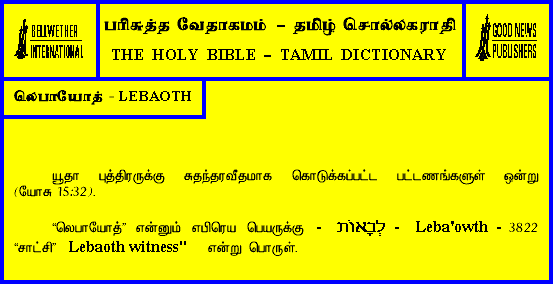 BELLWETHER
INTERNATIONAL
பரிசுத்த வேதாகமம் – தமிழ் சொல்லகராதி
THE HOLY BIBLE – TAMIL DICTIONARY
GOOD NEWS
PUBLISHERS
லெபாயோத் - LEBAOTH
யூதா புத்திரருக்கு சுதந்தரவீதமாக கொடுக்கப்பட்ட பட்டணங்களுள் ஒன்று
(யோசு 15:32).
“லெபாயோத்” என்னும் எபிரெய பெயருக்கு - לְבָאוֹת - Leba'owth - 3822
“சாட்சி” Lebaoth witness" என்று பொருள்.